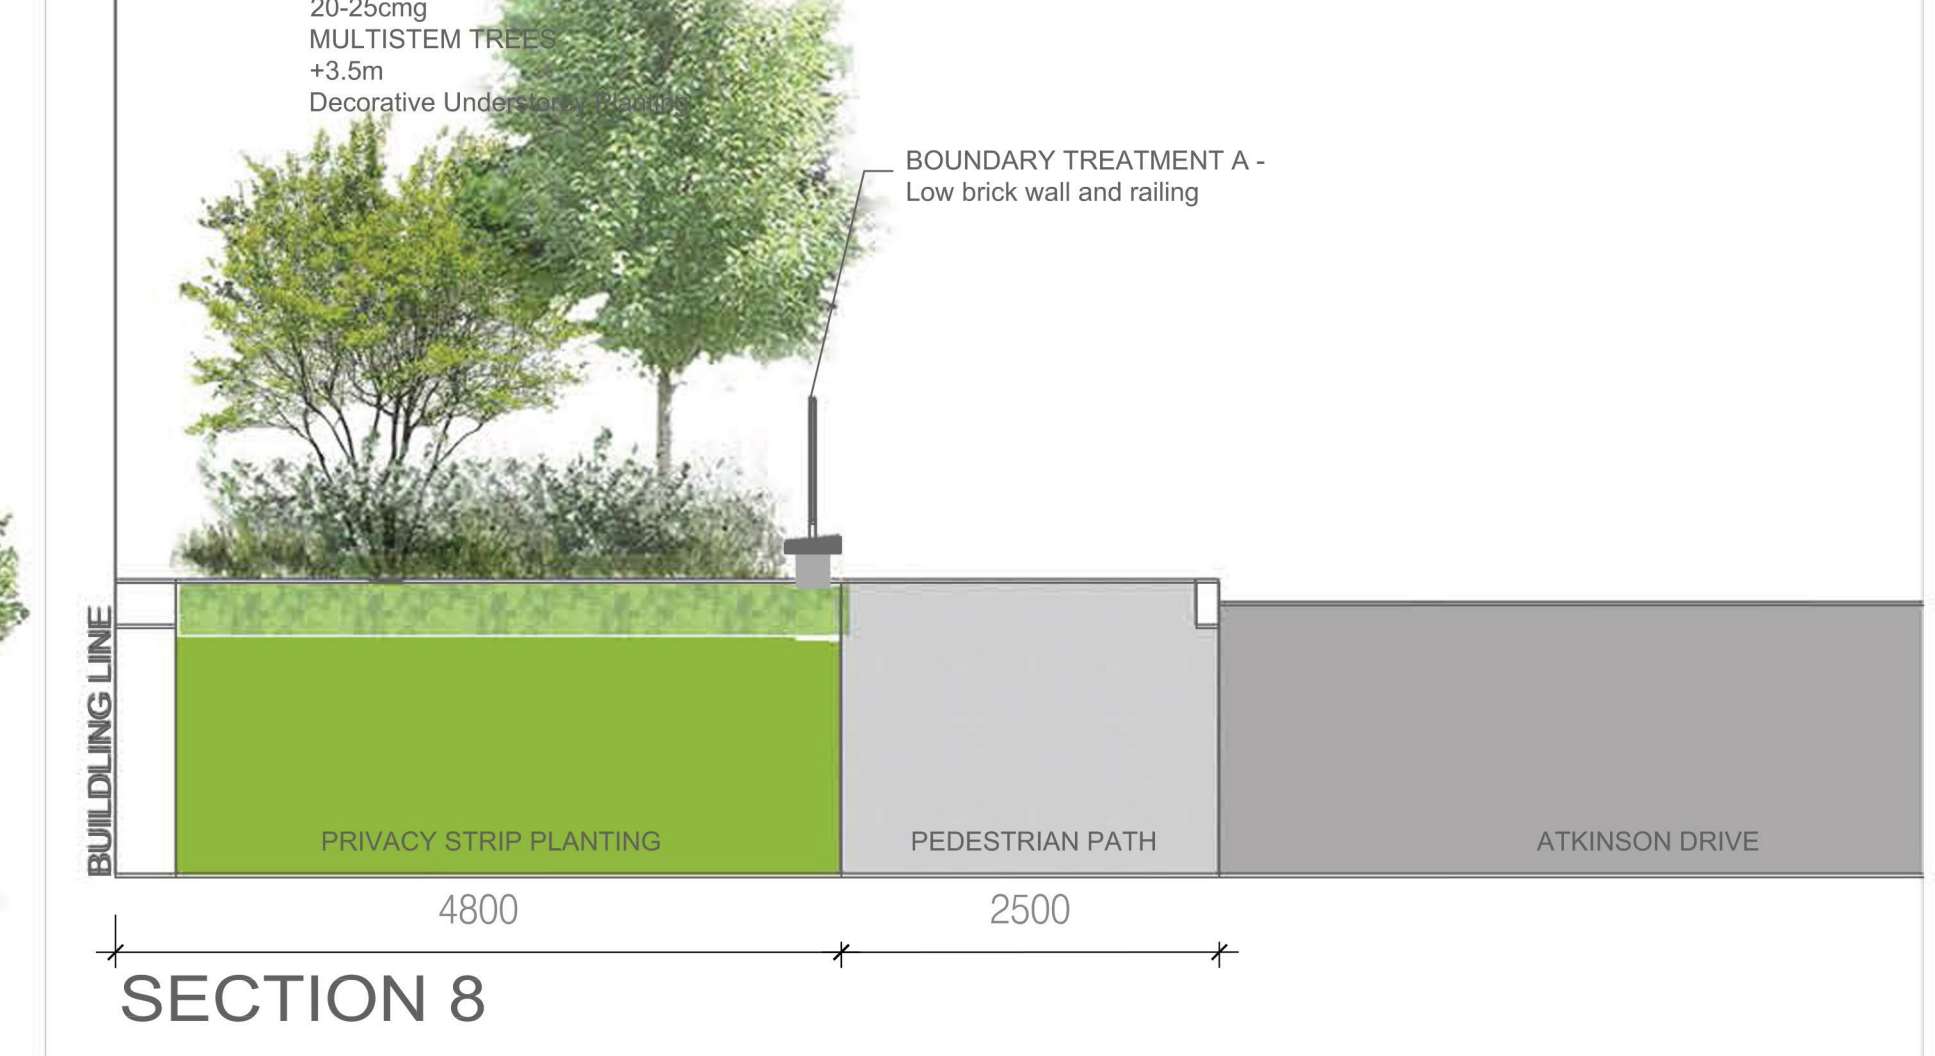 20-25cmg
MULTISTEM TREES
+3.5m
Decorative Understorey Planting
BOUNDARY TREATMENT A -
Low brick wall and railing
BUILDLING LINE
PRIVACY STRIP PLANTING
PEDESTRIAN PATH
ATKINSON DRIVE
4800
2500
SECTION 8